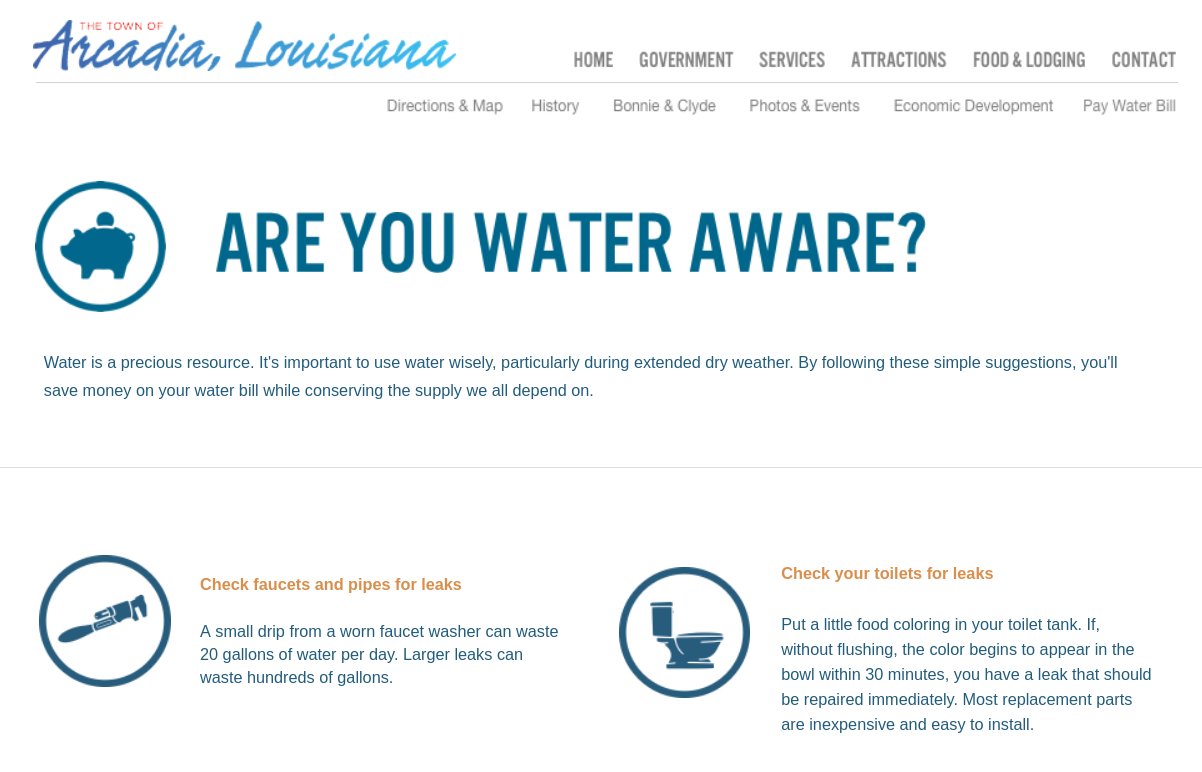 THE TOWN OF
Arcadia, Louisiana
HOME GOVERNMENT SERVICES ATTRACTIONS FOOD & LODGING CONTACT
Directions & Map History Bonnie & Clyde Photos & Events Economic Development Pay Water Bill
ARE YOU WATER AWARE?
Water is a precious resource. It's important to use water wisely, particularly during extended dry weather. By following these simple suggestions, you'll
save money on your water bill while conserving the supply we all depend on.
Check faucets and pipes for leaks
A small drip from a worn faucet washer can waste
20 gallons of water per day. Larger leaks can
waste hundreds of gallons.
Check your toilets for leaks
Put a little food coloring in your toilet tank. If,
without flushing, the color begins to appear in the
bowl within 30 minutes, you have a leak that should
be repaired immediately. Most replacement parts
are inexpensive and easy to install.